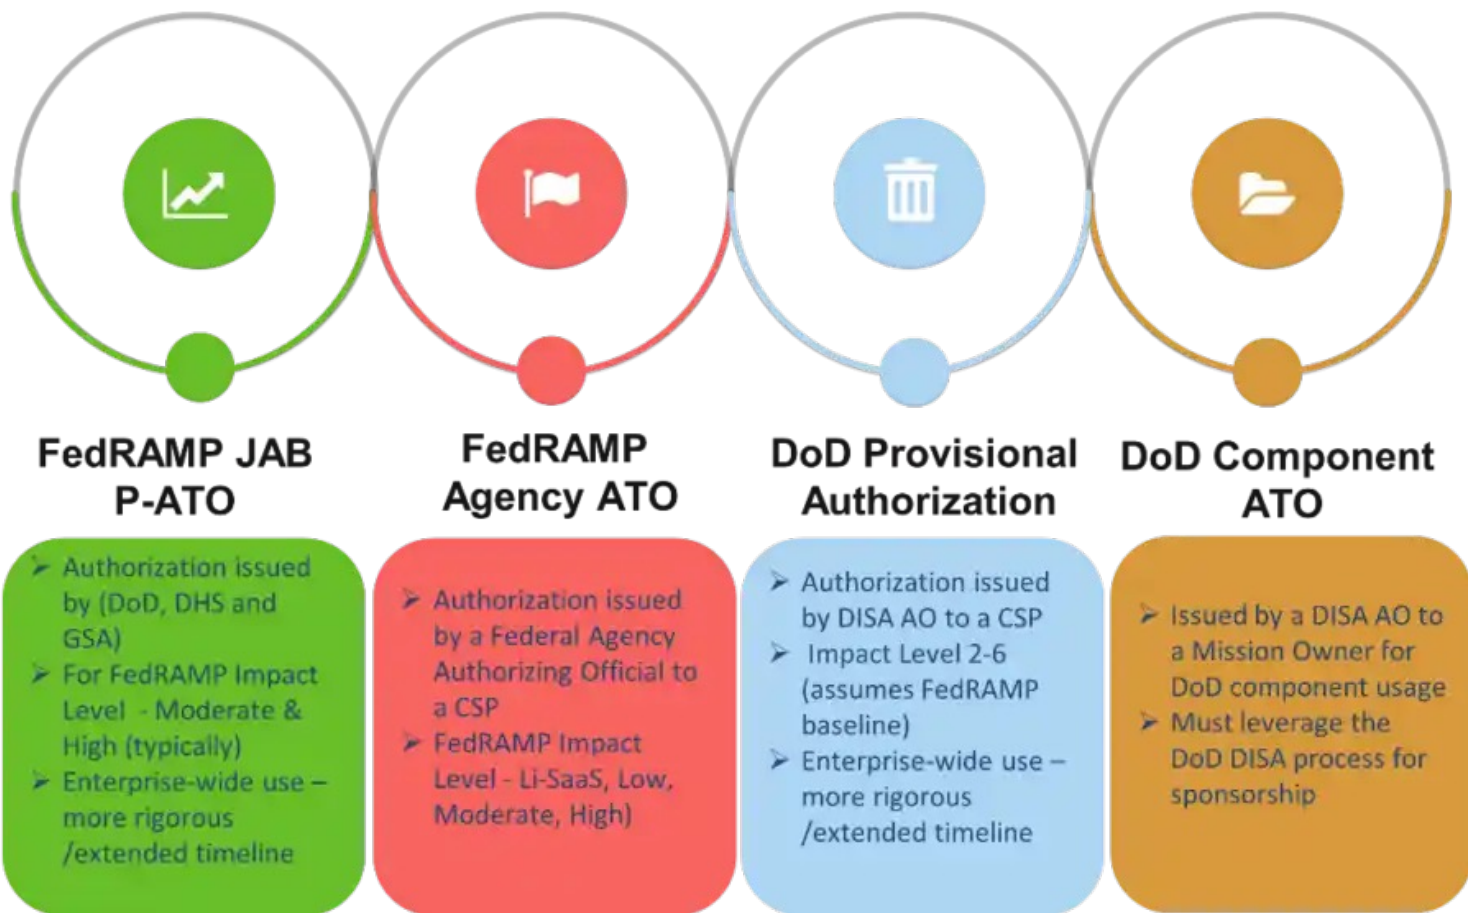 FedRAMP JAB
P-ATO
➢ Authorization issued
by (DoD, DHS and
GSA)
➢ For FedRAMP Impact
Level - Moderate &
High (typically)
➢ Enterprise-wide use –
more rigorous
/extended timeline
FedRAMP
Agency ATO
➢ Authorization issued
by a Federal Agency
Authorizing Official to
a CSP
➢ FedRAMP Impact
Level - Li-SaaS, Low,
Moderate, High)
DoD Provisional
Authorization
➢ Authorization issued
by DISA AO to a CSP
➢ Impact Level 2-6
(assumes FedRAMP
baseline)
➢ Enterprise-wide use –
more rigorous
/extended timeline
DoD Component
ATO
➢ Issued by a DISA AO to
a Mission Owner for
DoD component usage
➢ Must leverage the
DoD DISA process for
sponsorship